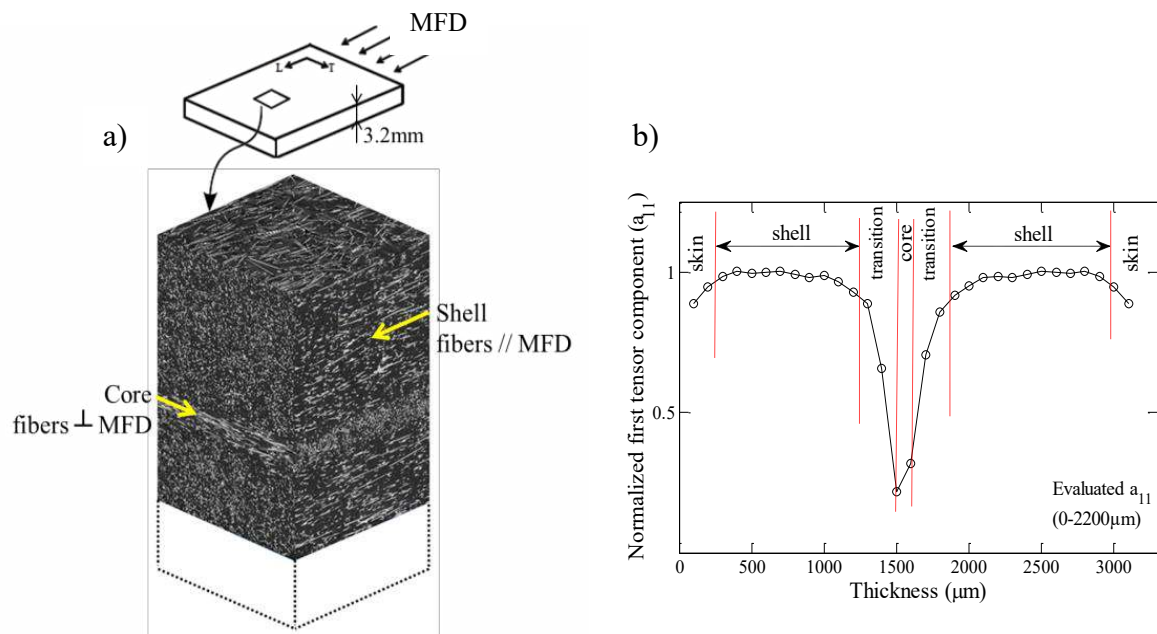 MFD
L T
3.2mm
a)
Shell
fibers // MFD
Core
fibers ⊥ MFD
b)
Normalized first tensor component (a11)
1
0.5
skin
shell
transition
core
transition
shell
skin
Evaluated a11
(0-2200μm)
0 500 1000 1500 2000 2500 3000
Thickness (μm)